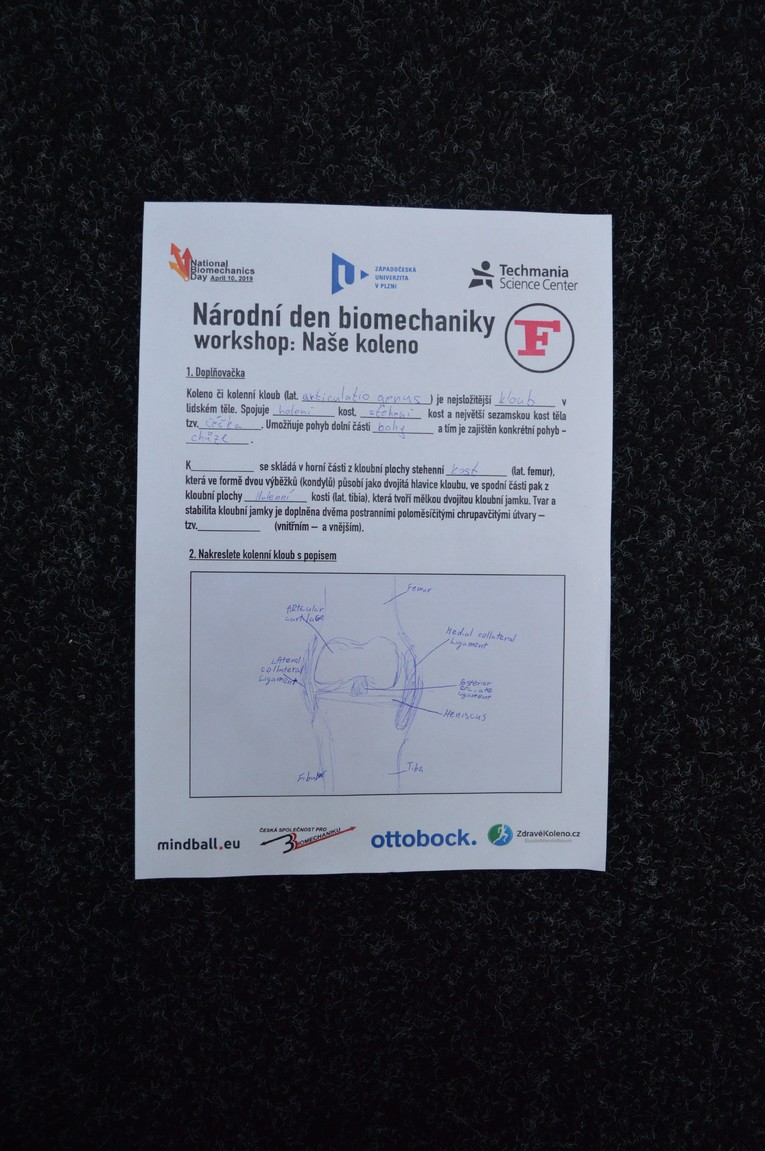 National
Biomechanics
Day April 10, 2019
ZÁPADOČESKÁ
UNIVERZITA
V PLZNI
Techmania
Science Center
Národní den biomechaniky
workshop: Naše koleno
F
1. Doplňovačka
Koleno či kolenní kloub (lat. articulatio genus ) je nejsložitější kloub v
lidském těle. Spojuje holení kost, stehení kost a největší sezamskou kost těla
tzv. čéška. Umožňuje pohyb dolní části nohy a tím je zajištěn konkrétní pohyb –
chůze.
K__________ se skládá v horní části z kloubní plochy stehenní kost (lat. femur),
která ve formě dvou výběžků (kondylů) působí jako dvojitá hlavice kloubu, ve spodní části pak z
kloubní plochy Holenní kosti (lat. tibia), která tvoří mělkou dvojitou kloubní jamku. Tvar a
stabilita kloubní jamky je doplněna dvěma postranními poloměsíčitými chrupavčitými útvary –
tzv.__________ (vnitřním – a vnějším).
2. Nakreslete kolenní kloub s popisem
Femur
Articular
cartilage
Medial collateral
Ligament
Lateral
collateral
Ligament
ligament
Meniscus
Fibula
mindball.eu
ČESKÁ SPOLEČNOST PRO
BIOMECHANIKU
ottobock.
ZdravéKoleno.cz